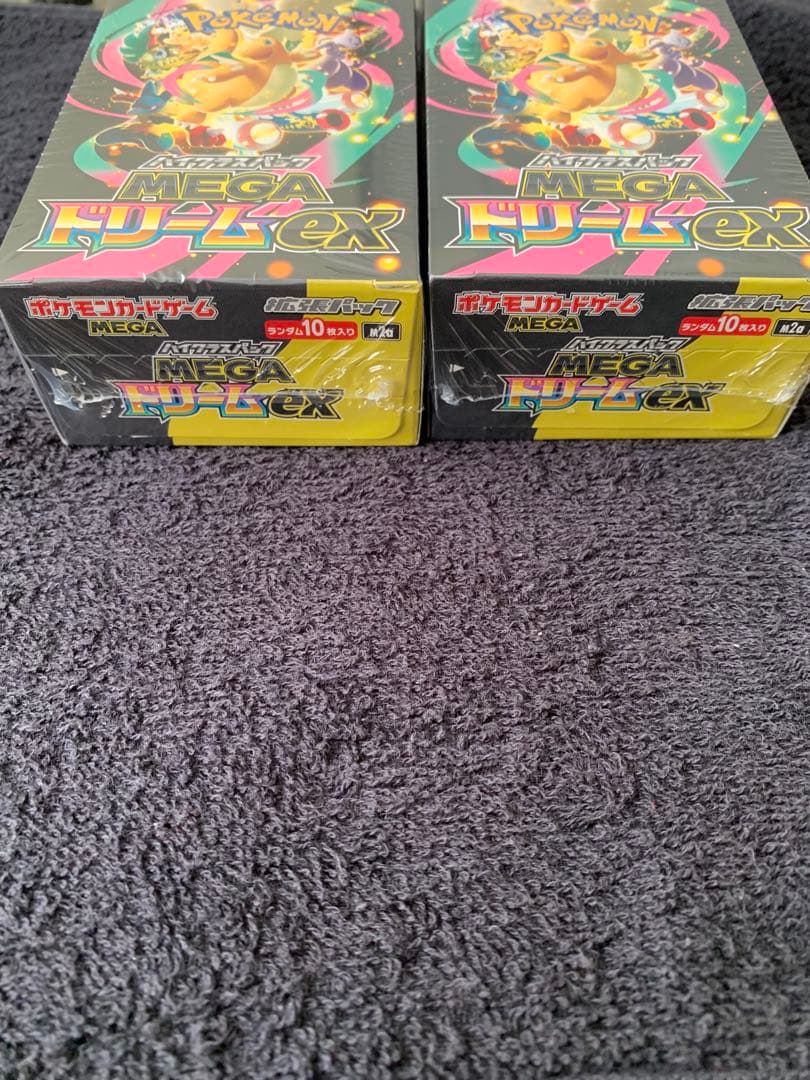 POKÉMON
ハイクラスパック
MEGA
ドリームex
ポケモンカードゲーム
MEGA
拡張パック
ランダム10枚入り
M2a
ハイクラスパック
MEGA
ドリームex
POKÉMON
ハイクラスパック
MEGA
ドリームex
ポケモンカードゲーム
MEGA
拡張パック
ランダム10枚入り
M2a
ハイクラスパック
MEGA
ドリームex